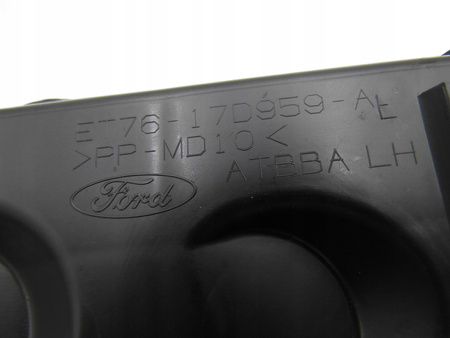 ET76-17D959-AL
>PP-MD10<
ATBBA LH
Ford